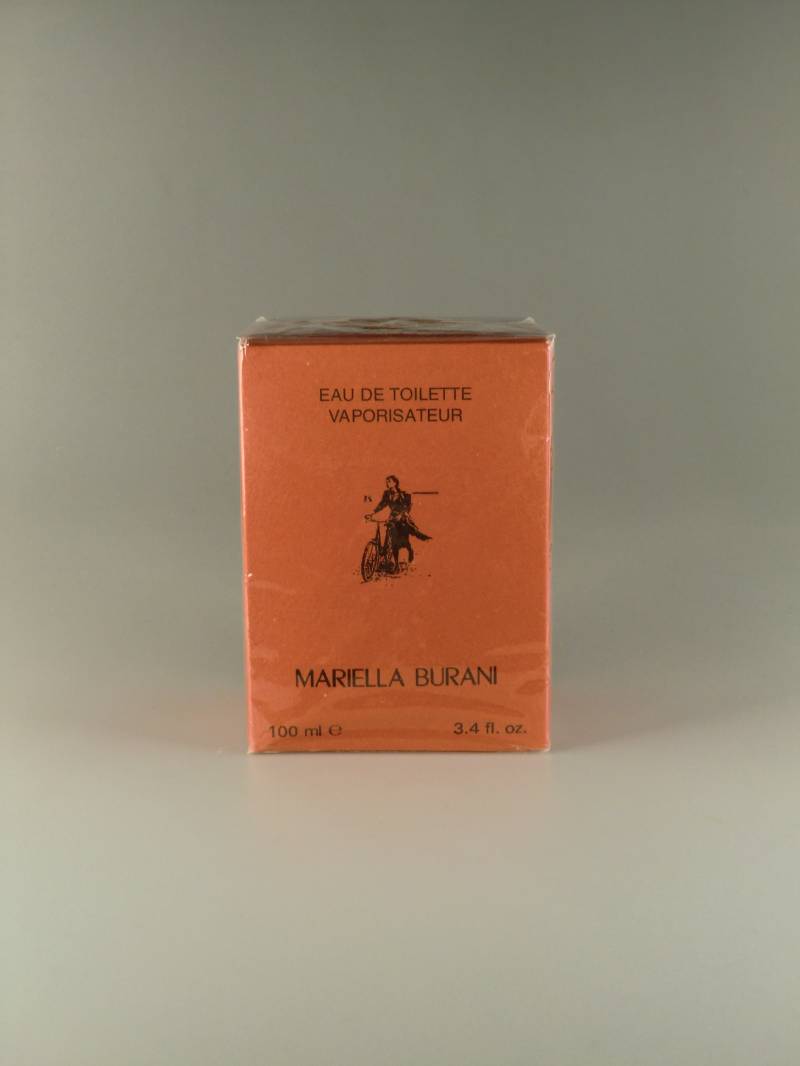 EAU DE TOILETTE
VAPORISATEUR
MARIELLA BURANI
100 ml ℮ 3.4 fl. oz.